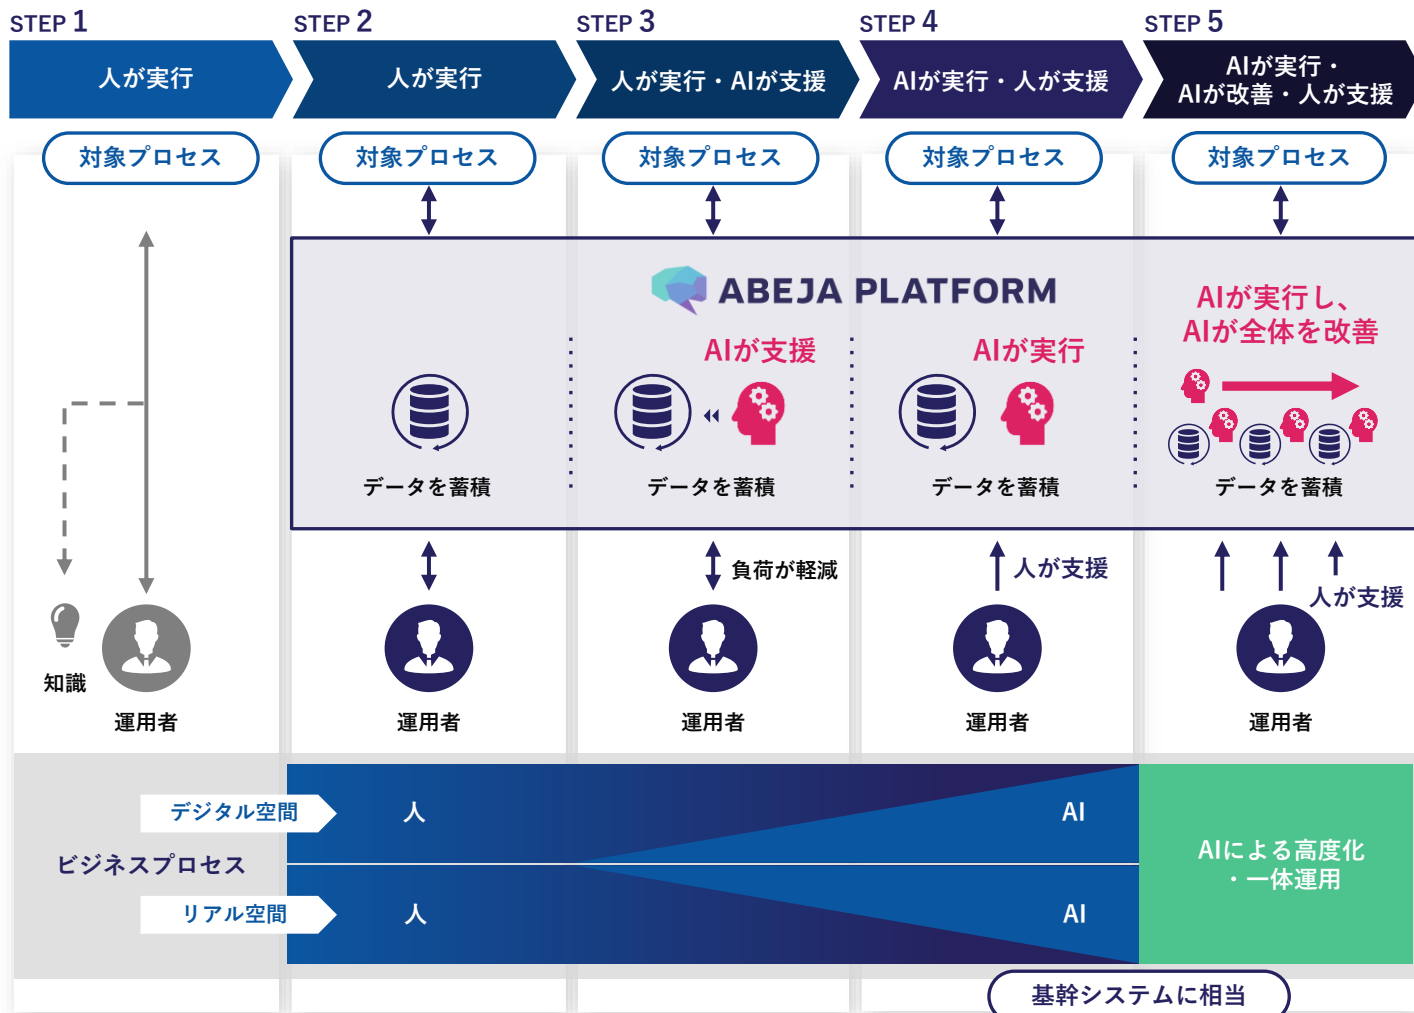 STEP 1
STEP 2
STEP 3
STEP 4
STEP 5
人が実行
人が実行
人が実行・AIが支援
AIが実行・人が支援
AIが実行・
AIが改善・人が支援
対象プロセス
対象プロセス
対象プロセス
対象プロセス
対象プロセス
ABEJA PLATFORM
AIが支援
AIが実行
AIが実行し、
AIが全体を改善
データを蓄積
データを蓄積
データを蓄積
データを蓄積
負荷が軽減
人が支援
人が支援
知識
運用者
運用者
運用者
運用者
運用者
デジタル空間
人
AI
ビジネスプロセス
AIによる高度化
・一体運用
リアル空間
人
AI
基幹システムに相当